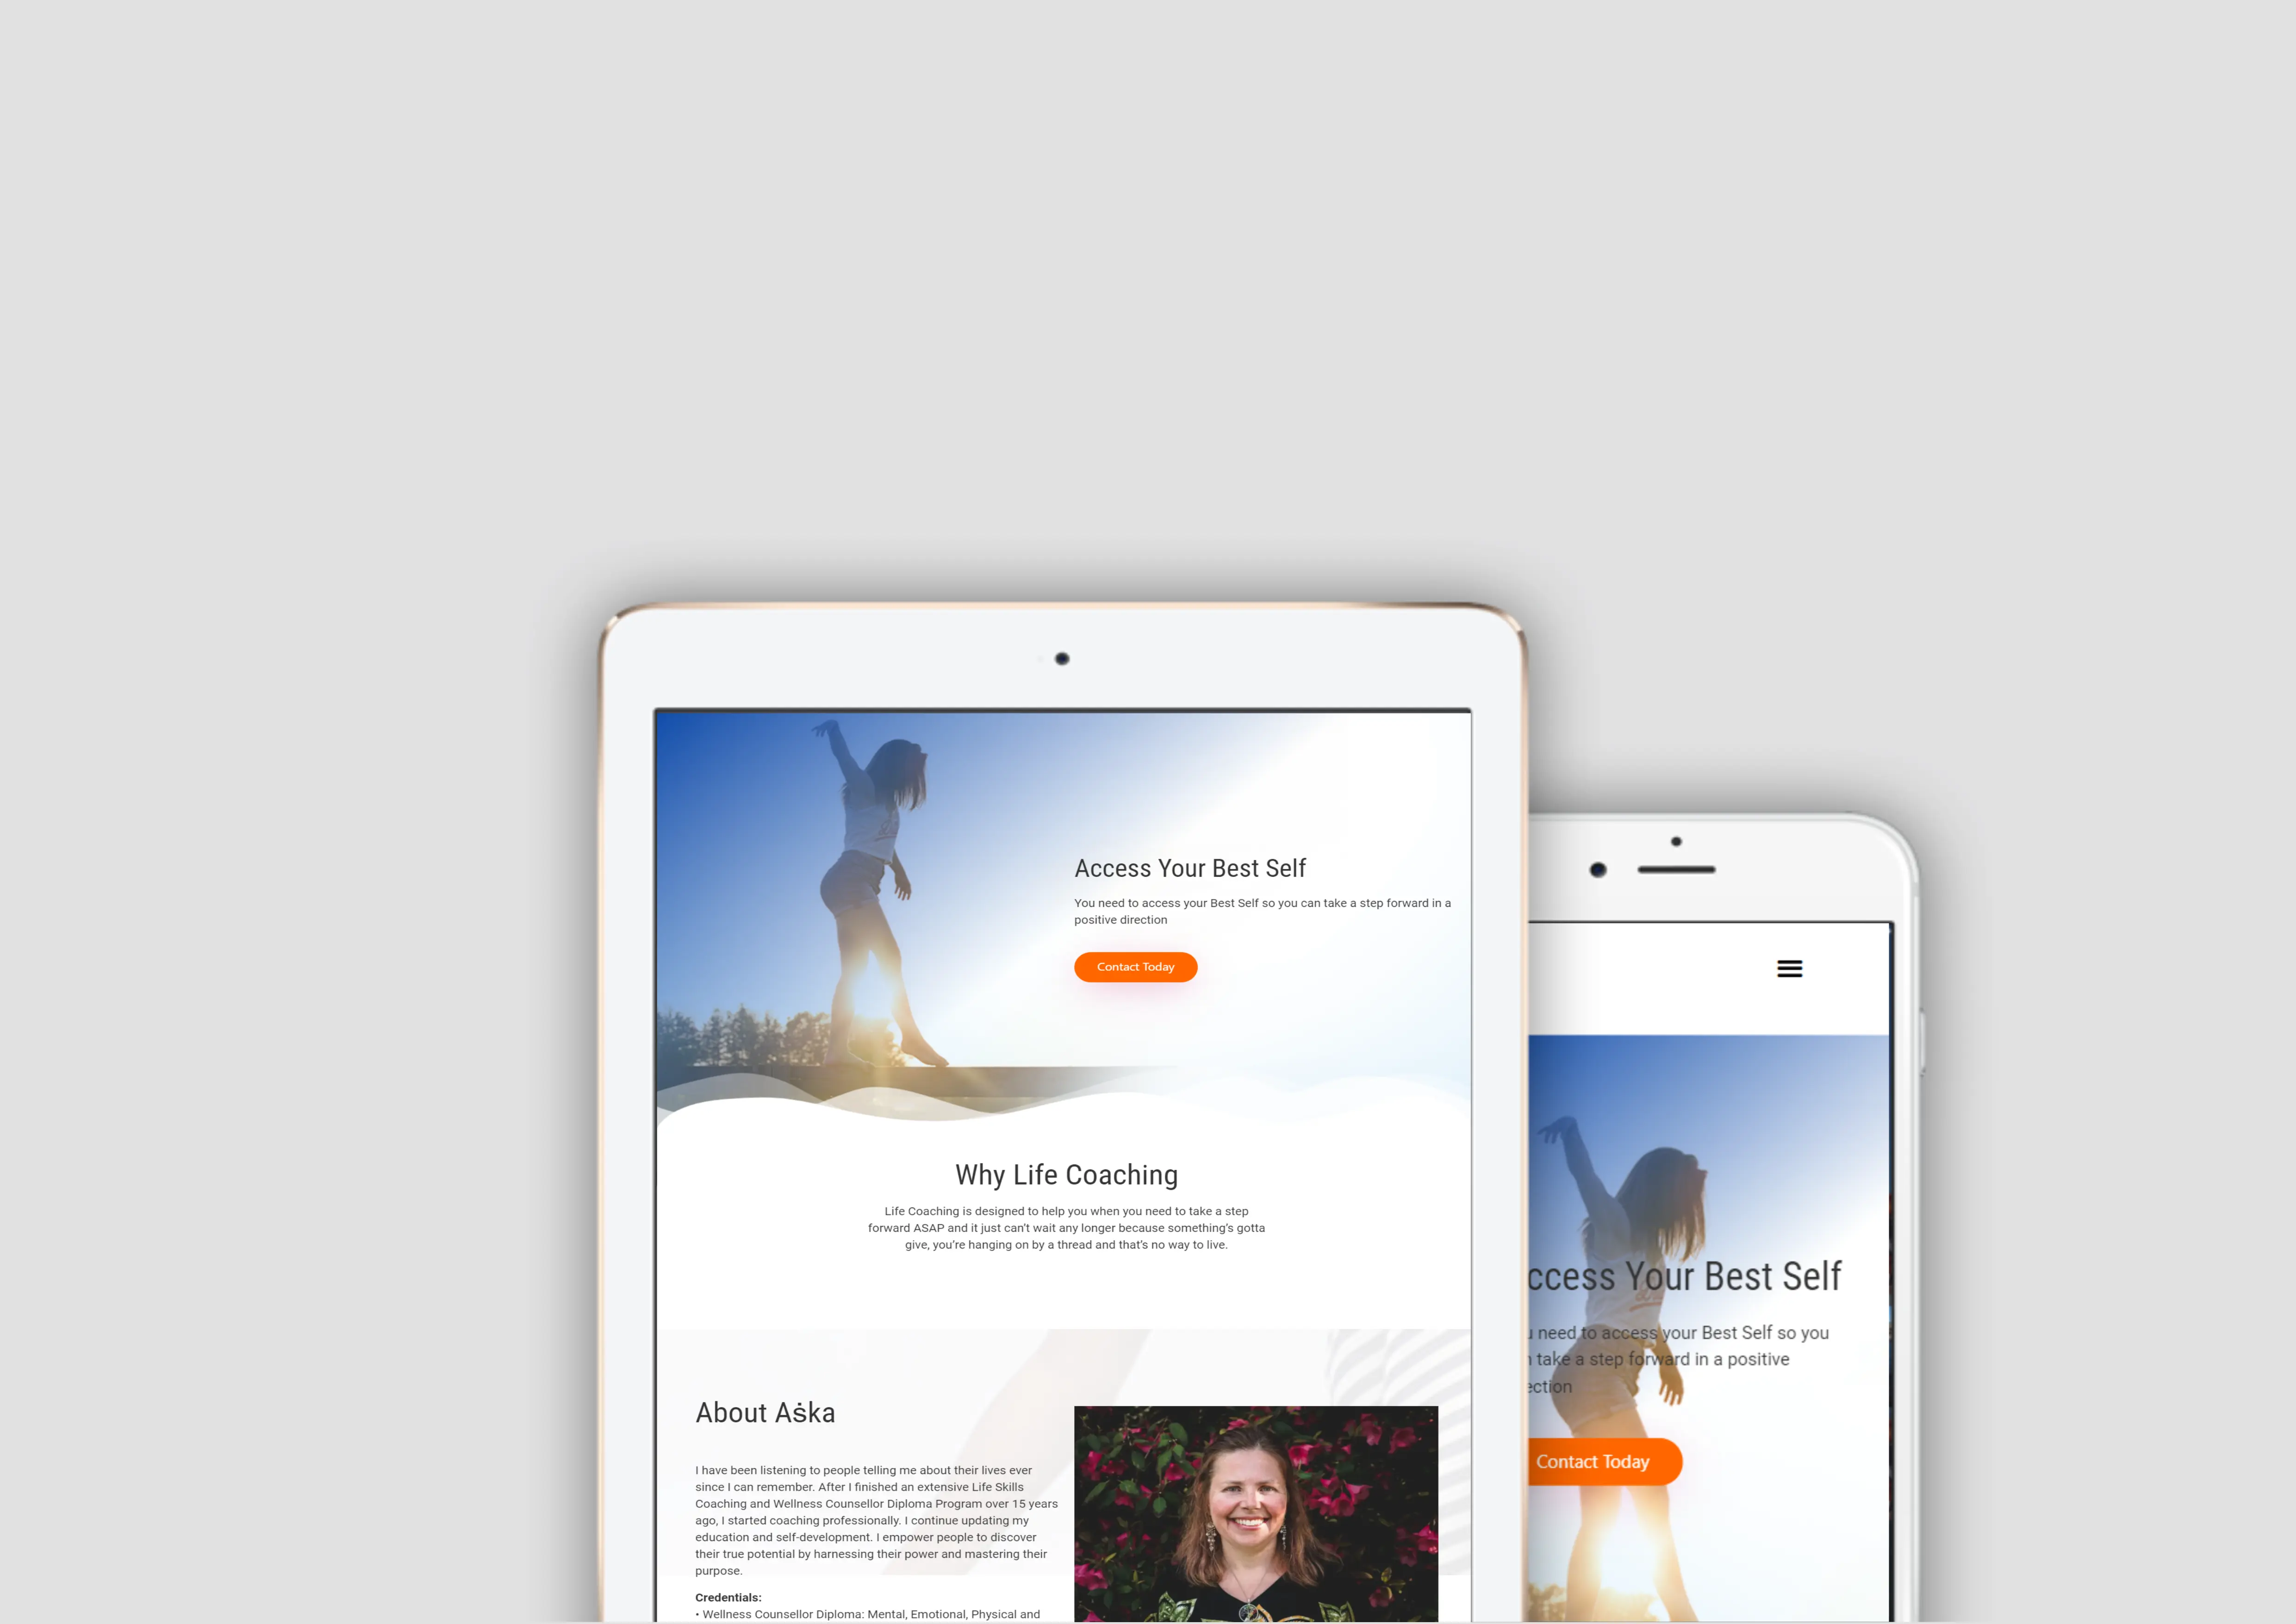 Access Your Best Self
You need to access your Best Self so you can take a step forward in a
positive direction
Contact Today
Why Life Coaching
Life Coaching is designed to help you when you need to take a step
forward ASAP and it just can’t wait any longer because something’s gotta
give, you’re hanging on by a thread and that’s no way to live.
About Aṡka
I have been listening to people telling me about their lives ever
since I can remember. After I finished an extensive Life Skills
Coaching and Wellness Counsellor Diploma Program over 15 years
ago, I started coaching professionally. I continue updating my
education and self-development. I empower people to discover
their true potential by harnessing their power and mastering their
purpose.
Credentials:
• Wellness Counsellor Diploma: Mental, Emotional, Physical and
ccess Your Best Self
need to access your Best Self so you
take a step forward in a positive
ection
Contact Today